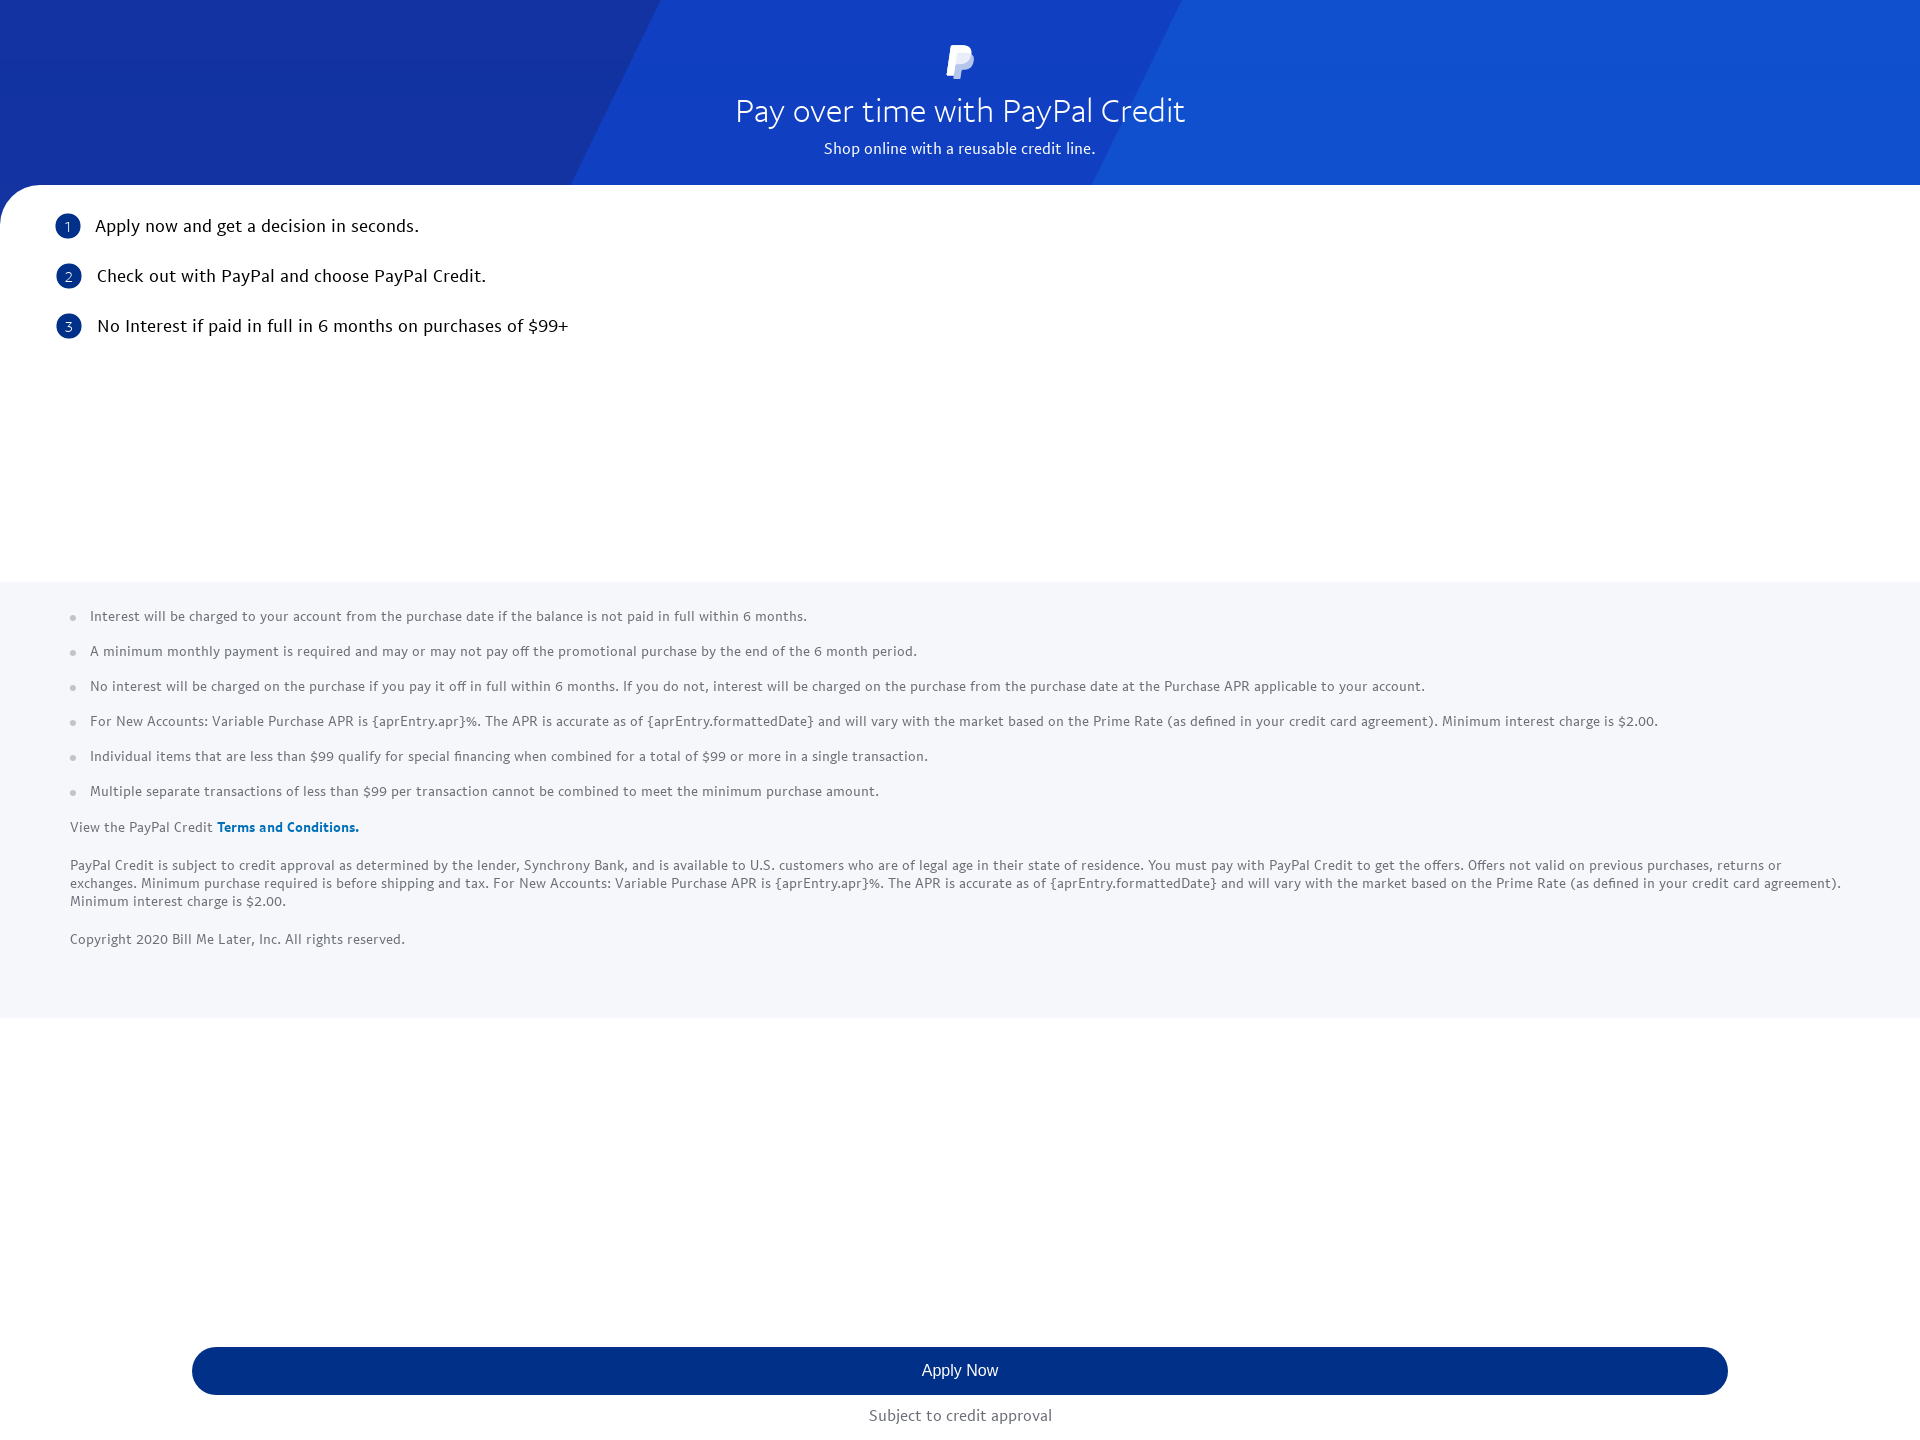 Pay over time with PayPal Credit
Shop online with a reusable credit line.
1 Apply now and get a decision in seconds.
2 Check out with PayPal and choose PayPal Credit.
3 No Interest if paid in full in 6 months on purchases of $99+
Interest will be charged to your account from the purchase date if the balance is not paid in full within 6 months.
A minimum monthly payment is required and may or may not pay off the promotional purchase by the end of the 6 month period.
No interest will be charged on the purchase if you pay it off in full within 6 months. If you do not, interest will be charged on the purchase from the purchase date at the Purchase APR applicable to your account.
For New Accounts: Variable Purchase APR is {aprEntry.apr}%. The APR is accurate as of {aprEntry.formattedDate} and will vary with the market based on the Prime Rate (as defined in your credit card agreement). Minimum interest charge is $2.00.
Individual items that are less than $99 qualify for special financing when combined for a total of $99 or more in a single transaction.
Multiple separate transactions of less than $99 per transaction cannot be combined to meet the minimum purchase amount.
View the PayPal Credit Terms and Conditions.
PayPal Credit is subject to credit approval as determined by the lender, Synchrony Bank, and is available to U.S. customers who are of legal age in their state of residence. You must pay with PayPal Credit to get the offers. Offers not valid on previous purchases, returns or
exchanges. Minimum purchase required is before shipping and tax. For New Accounts: Variable Purchase APR is {aprEntry.apr}%. The APR is accurate as of {aprEntry.formattedDate} and will vary with the market based on the Prime Rate (as defined in your credit card agreement).
Minimum interest charge is $2.00.
Copyright 2020 Bill Me Later, Inc. All rights reserved.
Apply Now
Subject to credit approval